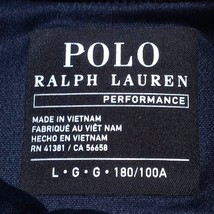 POLO
RALPH LAUREN
PERFORMANCE
MADE IN VIETNAM
FABRIQUÉ AU VIÊT NAM
HECHO EN VIETNAM
RN 41381 / CA 56658
L • G • G • 180/100A